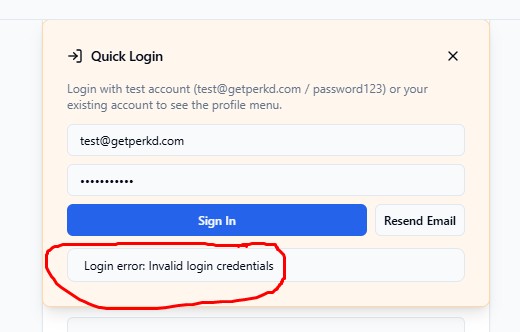 Quick Login
Login with test account (test@getperkd.com / password123) or your
existing account to see the profile menu.
test@getperkd.com
•••••••••••
Sign In
Resend Email
Login error: Invalid login credentials